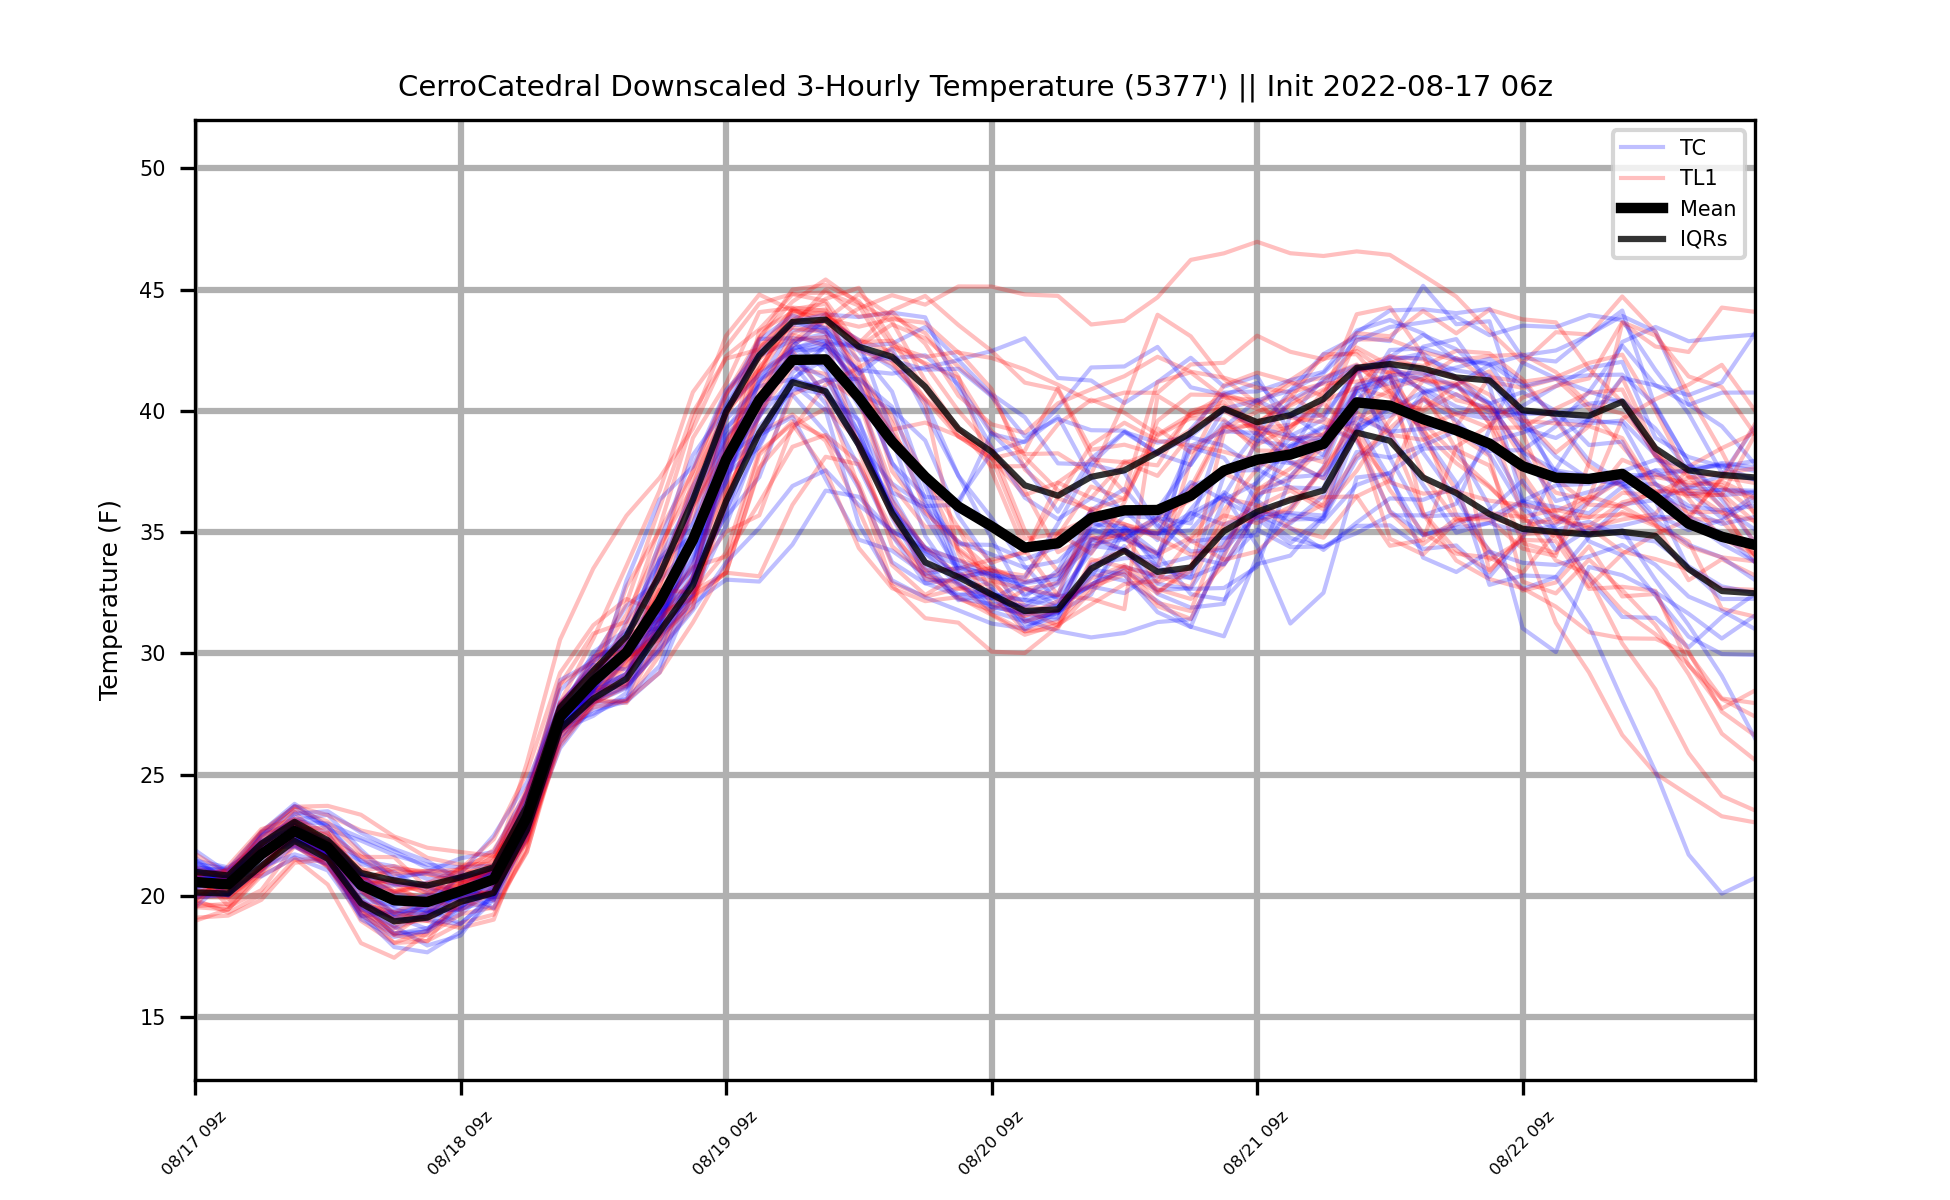 CerroCatedral Downscaled 3-Hourly Temperature (5377') || Init 2022-08-17 06z
TC
TL1
Mean
IQRs
Temperature (F)
50
45
40
35
30
25
20
15
08/17 09z
08/18 09z
08/19 09z
08/20 09z
08/21 09z
08/22 09z